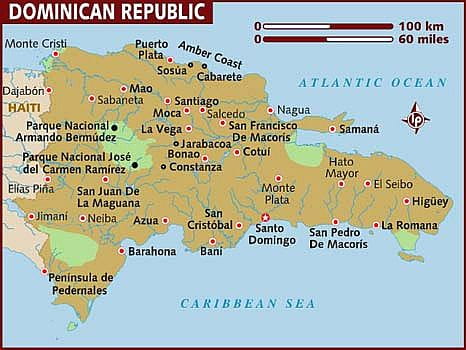 DOMINICAN REPUBLIC
0 100 km
0 60 miles
Monte Cristi
Puerto
Plata
Amber Coast
Sosúa
Cabarete
ATLANTIC OCEAN
Dajabón
Mao
Sabaneta
Santiago
Moca
Salcedo
Nagua
HAITI
Parque Nacional
Armando Bermúdez
La Vega
San Francisco
De Macorís
Samaná
LP
Jarabacoa
Parque Nacional José
del Carmen Ramírez
Bonao
Cotuí
Constanza
Hato
Mayor
El Seibo
Elías Piña
San Juan De
La Maguana
Monte
Plata
Higüey
Jimaní
Neiba
Azua
San
Cristóbal
Santo
Domingo
San Pedro
De Macorís
La Romana
Barahona
Baní
Península de
Pedernales
CARIBBEAN SEA